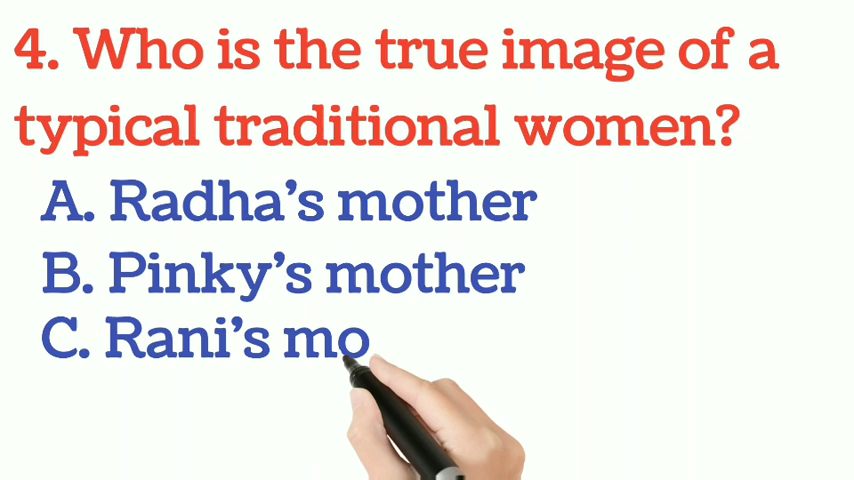 4. Who is the true image of a
typical traditional women?
A. Radha’s mother
B. Pinky’s mother
C. Rani’s mo